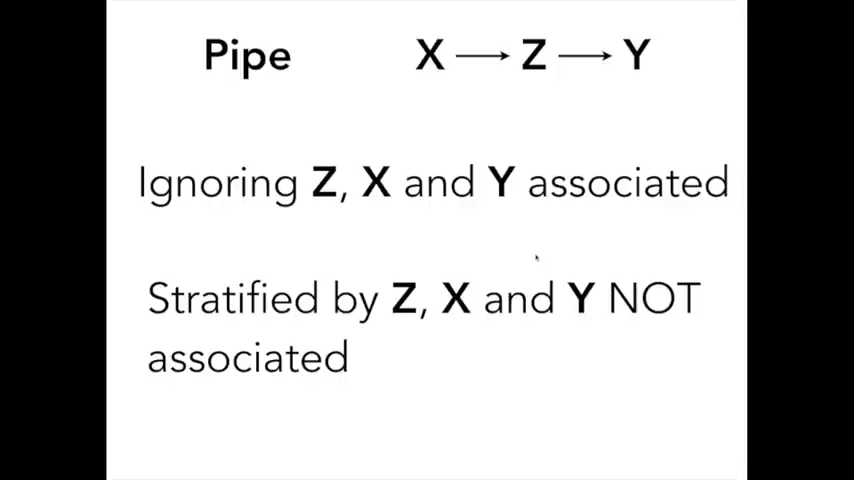 Pipe X → Z → Y
Ignoring Z, X and Y associated
Stratified by Z, X and Y NOT
associated